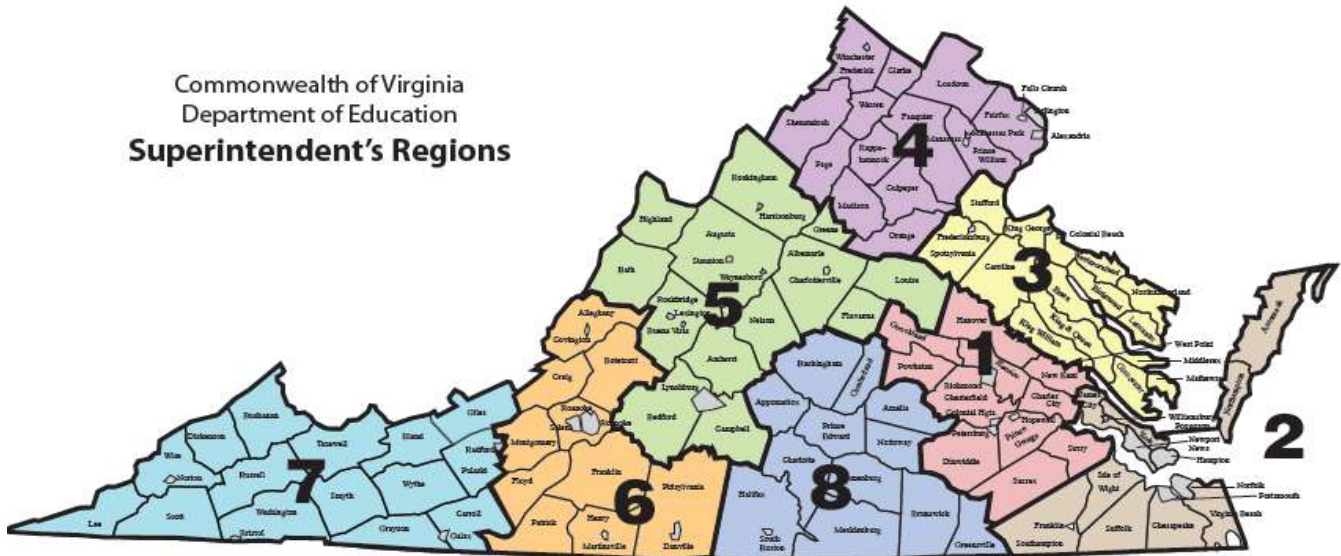 Commonwealth of Virginia
Department of Education
Superintendent's Regions
Winchester
Frederick
Clarke
Loudoun
Falls Church
Warren
Fairfax
Shenandoah
Fauquier
Alexandria
4
Rappa-
hannock
Prince
William
Page
Culpeper
Madison
Orange
Rockingham
Harrisonburg
Highland
Augusta
Greene
Albemarle
Staunton
Waynesboro
Charlottesville
Bath
Louisa
5
Rockbridge
Lexington
Buena Vista
Nelson
Fluvanna
Amherst
Lynchburg
Bedford
Campbell
Stafford
King George
Colonial Beach
Fredericksburg
Spotsylvania
Caroline
3
Westmoreland
Richmond
Northumberland
Essex
Lancaster
King & Queen
King William
West Point
Middlesex
Mathews
Gloucester
Accomack
Northampton
2
Hanover
Goochland
1
Powhatan
Henrico
New Kent
Richmond
Chesterfield
Charles
City
Colonial Hgts
Hopewell
Petersburg
Prince
George
Dinwiddie
Surry
Sussex
James
City
Williamsburg
Poquoson
Newport
News
Hampton
Norfolk
Portsmouth
Isle of
Wight
Virginia Beach
Franklin
Suffolk
Chesapeake
Southampton
Buckingham
Cumberland
Appomattox
Amelia
Prince
Edward
Nottoway
Charlotte
8
Halifax
Brunswick
Mecklenburg
South
Boston
Greensville
Alleghany
Covington
Botetourt
Craig
Roanoke
Salem
Roanoke
Montgomery
Floyd
Franklin
Pittsylvania
6
Patrick
Henry
Martinsville
Danville
Giles
Buchanan
Dickenson
Tazewell
Bland
Radford
Wise
Pulaski
Norton
Russell
7
Wythe
Smyth
Washington
Carroll
Lee
Scott
Bristol
Grayson
Galax